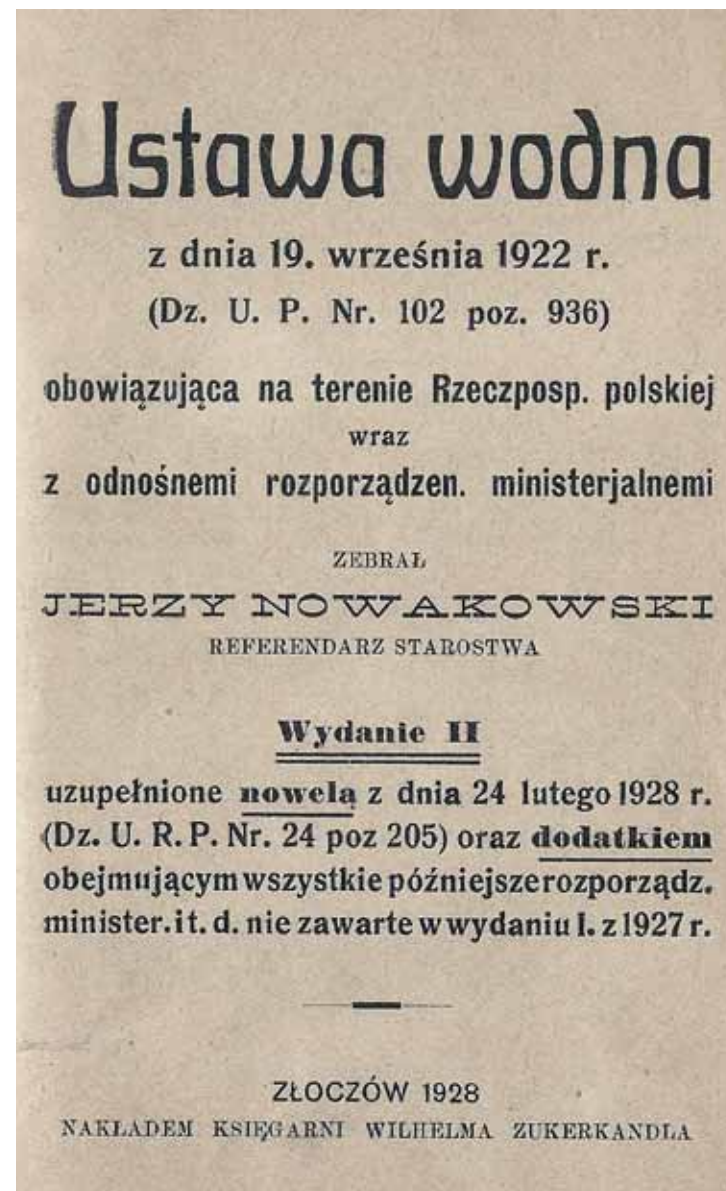 Ustawa wodna
z dnia 19. września 1922 r.
(Dz. U. P. Nr. 102 poz. 936)
obowiązująca na terenie Rzeczposp. polskiej
wraz
z odnośnemi rozporządzen. ministerjalnemi
ZEBRAŁ
JERZY NOWAKOWSKI
REFERENDARZ STAROSTWA
Wydanie II
uzupełnione nowelą z dnia 24 lutego 1928 r.
(Dz. U. R. P. Nr. 24 poz 205) oraz dodatkiem
obejmującym wszystkie późniejsze rozporządz.
minister. i t. d. nie zawarte w wydaniu I. z 1927 r.
ZŁOCZÓW 1928
NAKŁADEM KSIĘGARNI WILHELMA ZUKERKANDLA